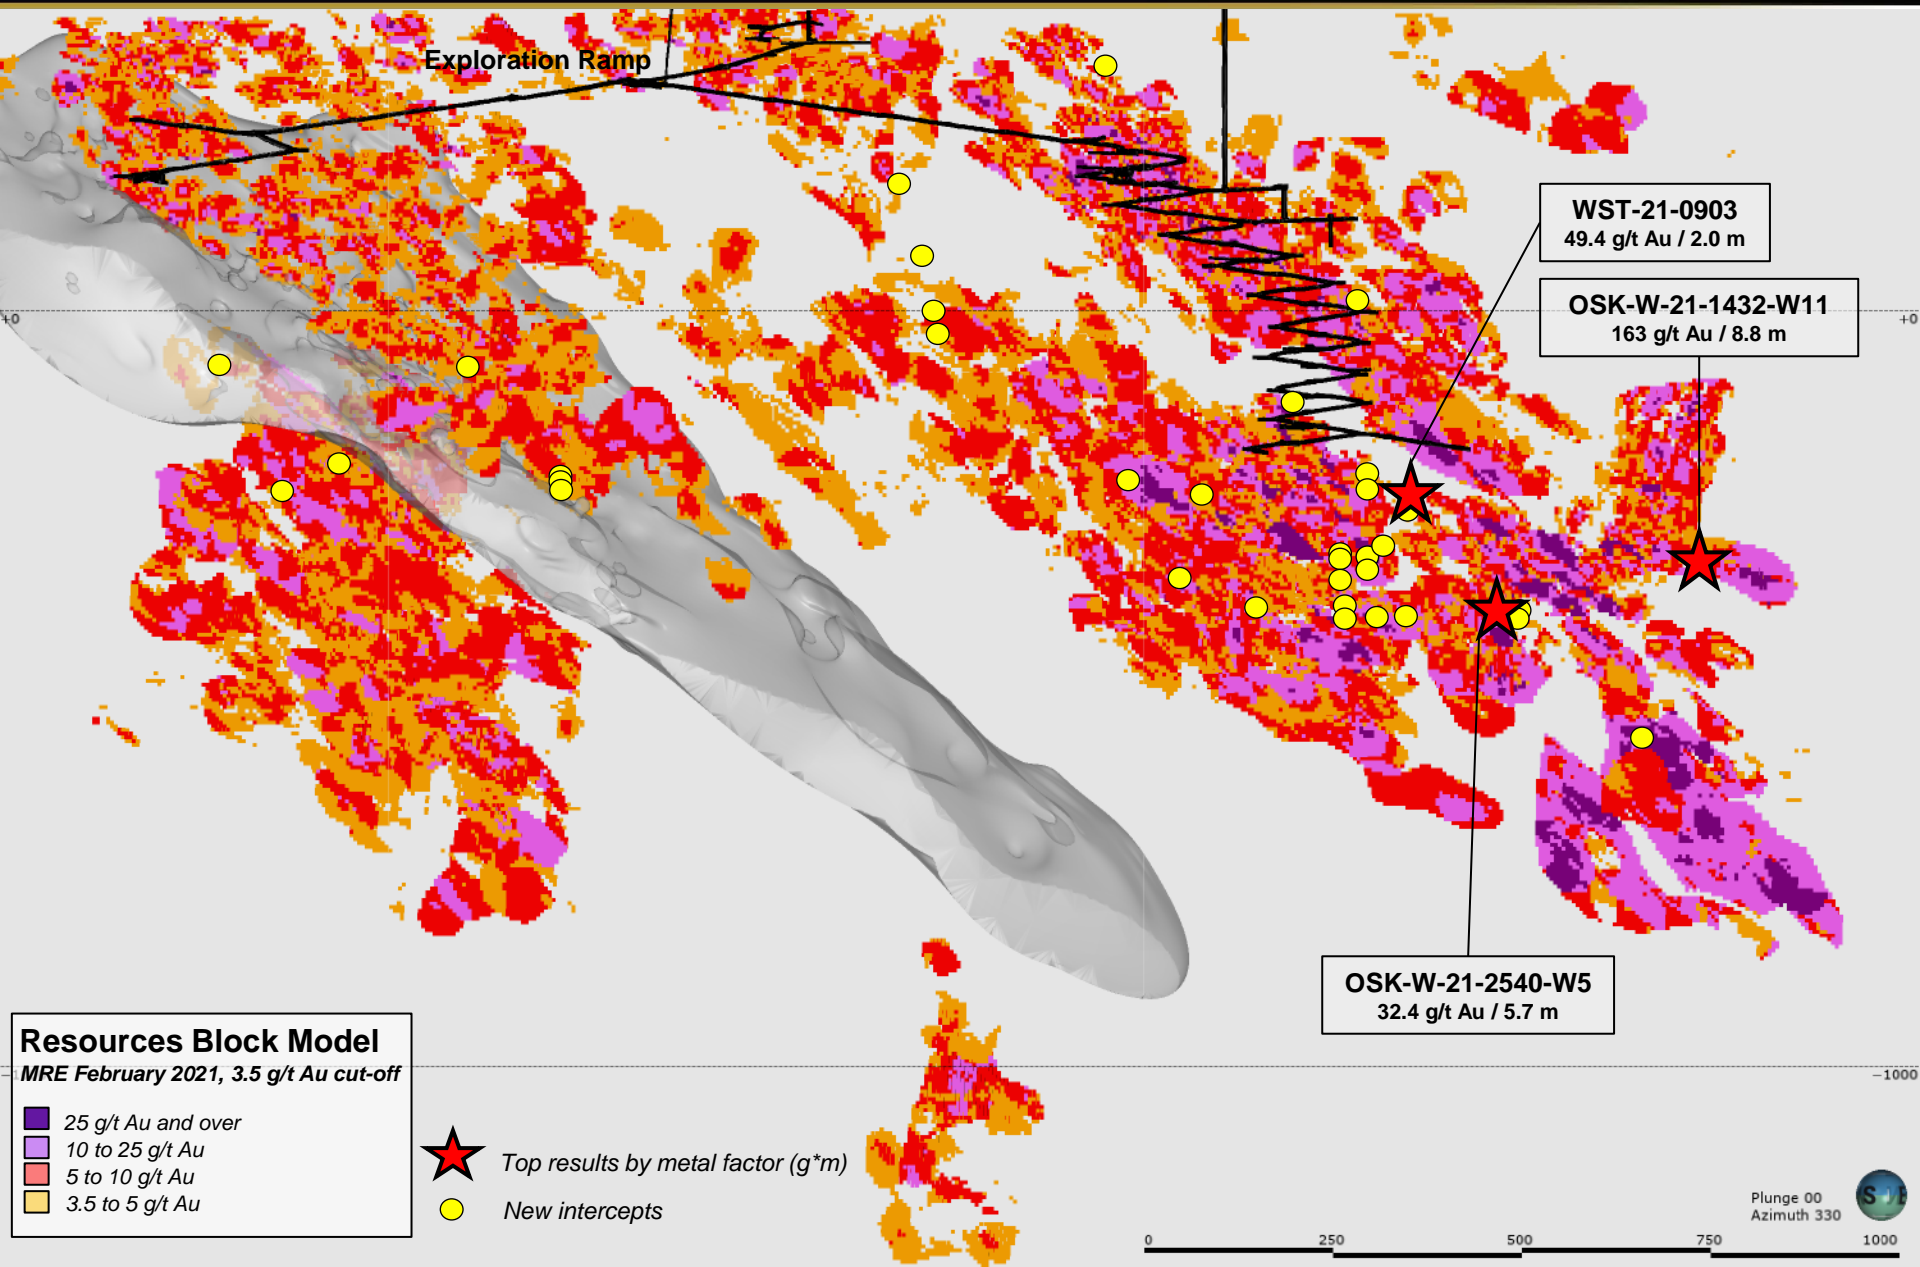 Exploration Ramp
WST-21-0903
49.4 g/t Au / 2.0 m
OSK-W-21-1432-W11
163 g/t Au / 8.8 m
+0
+0
OSK-W-21-2540-W5
32.4 g/t Au / 5.7 m
Resources Block Model
MRE February 2021, 3.5 g/t Au cut-off
−1000
25 g/t Au and over
10 to 25 g/t Au
5 to 10 g/t Au
3.5 to 5 g/t Au
Top results by metal factor (g*m)
New intercepts
Plunge 00
Azimuth 330
0
250
500
750
1000